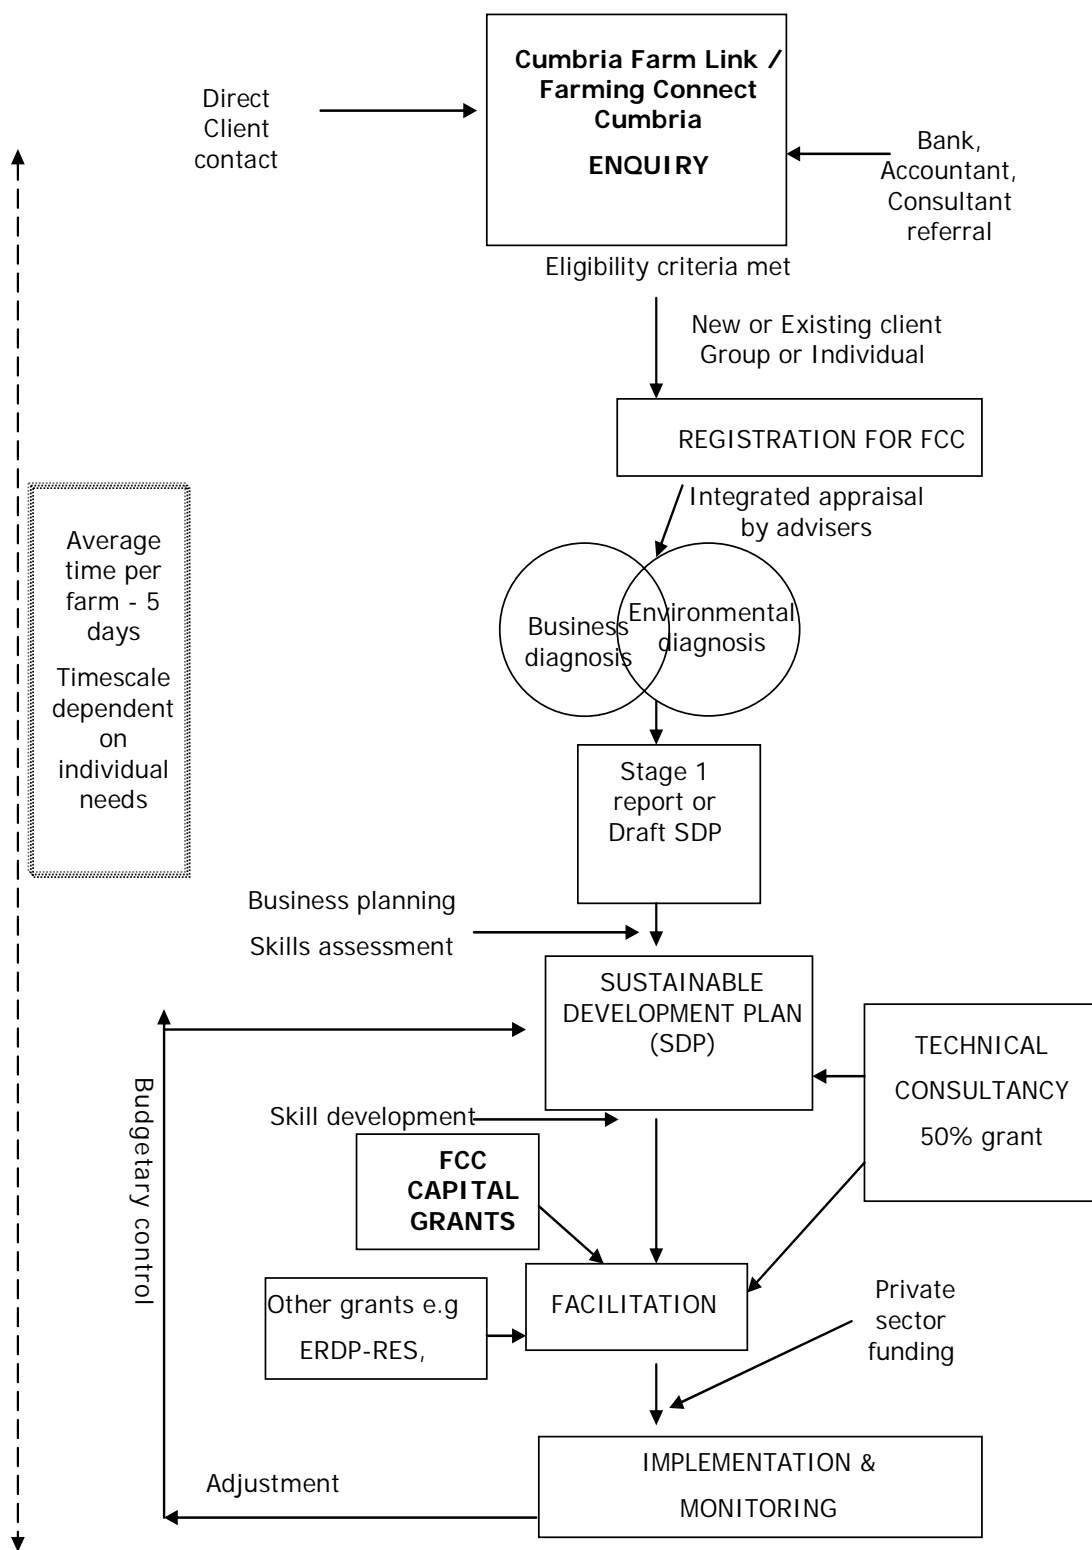 Cumbria Farm Link /
Farming Connect
Cumbria
ENQUIRY
Direct
Client
contact
Bank,
Accountant,
Consultant
referral
Eligibility criteria met
New or Existing client
Group or Individual
REGISTRATION FOR FCC
Integrated appraisal
by advisers
Average
time per
farm - 5
days
Timescale
dependent
on
individual
needs
Business
diagnosis
Environmental
diagnosis
Stage 1
report or
Draft SDP
Business planning
Skills assessment
SUSTAINABLE
DEVELOPMENT PLAN
(SDP)
TECHNICAL
CONSULTANCY
50% grant
Budgetary control
Skill development
FCC
CAPITAL
GRANTS
Other grants e.g
ERDP-RES,
FACILITATION
Private
sector
funding
IMPLEMENTATION &
MONITORING
Adjustment